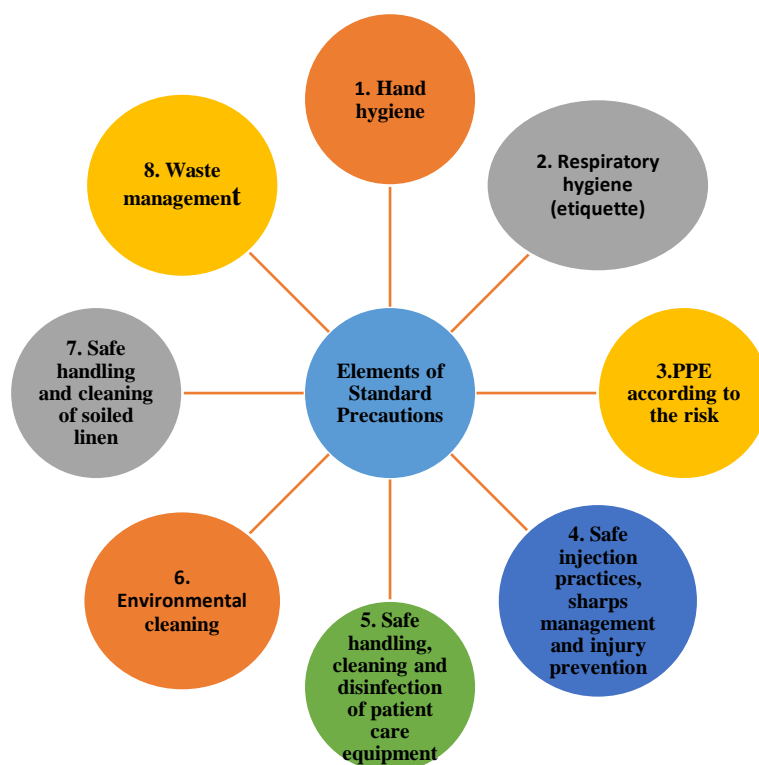 1. Hand
hygiene
2. Respiratory
hygiene
(etiquette)
3.PPE
according to
the risk
4. Safe
injection
practices,
sharps
management
and injury
prevention
5. Safe
handling,
cleaning and
disinfection
of patient
care
equipment
6.
Environmental
cleaning
7. Safe
handling
and cleaning
of soiled
linen
8. Waste
management
Elements of
Standard
Precautions